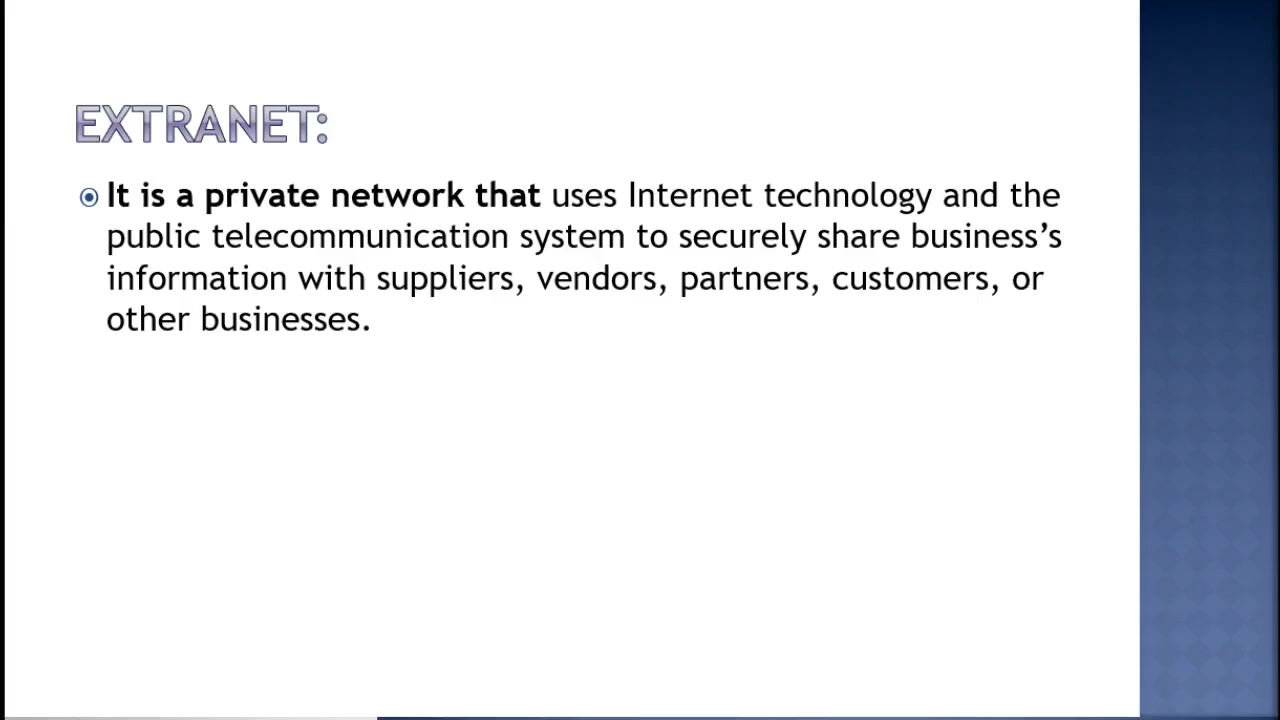 EXTRANET:
It is a private network that uses Internet technology and the
public telecommunication system to securely share business’s
information with suppliers, vendors, partners, customers, or
other businesses.